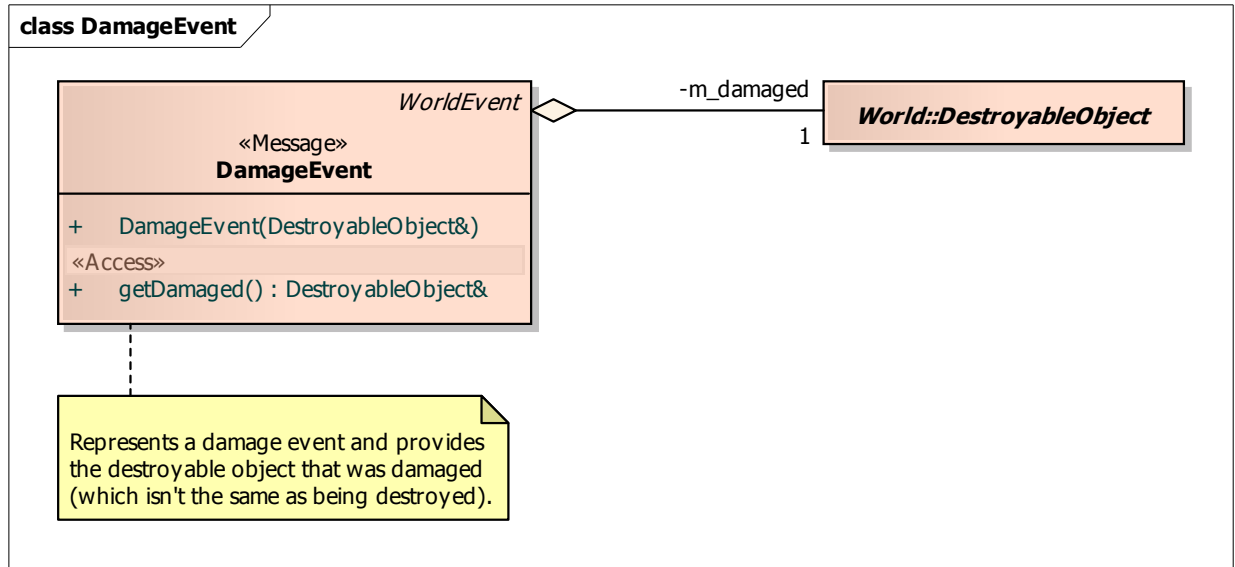 class DamageEvent
WorldEvent
«Message»
DamageEvent
+ DamageEvent(DestroyableObject&)
«Access»
+ getDamaged() : DestroyableObject&
-m_damaged
1
World::DestroyableObject
Represents a damage event and provides
the destroyable object that was damaged
(which isn't the same as being destroyed).